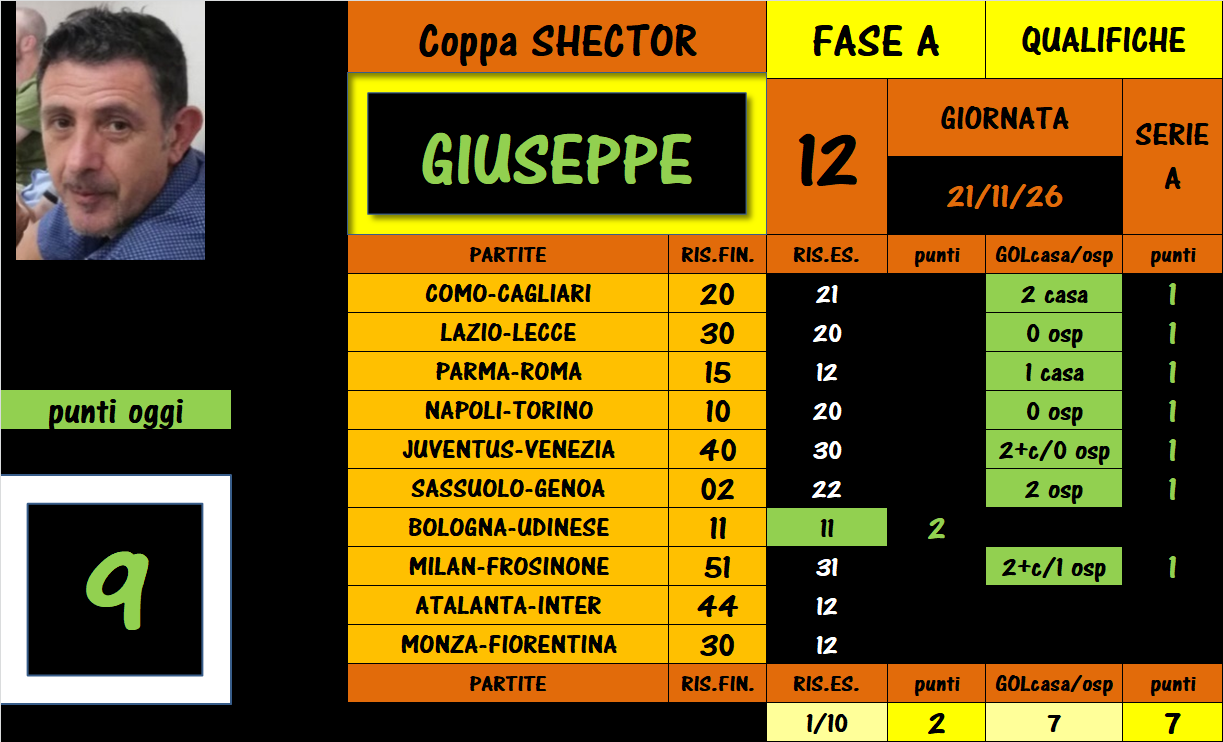 Coppa SHECTOR FASE A QUALIFICHE
GIUSEPPE 12 GIORNATA SERIE
A
21/11/26
PARTITE RIS.FIN. RIS.ES. punti GOLcasa/osp punti
COMO-CAGLIARI 20 21 2 casa 1
LAZIO-LECCE 30 20 0 osp 1
PARMA-ROMA 15 12 1 casa 1
punti oggi
NAPOLI-TORINO 10 20 0 osp 1
JUVENTUS-VENEZIA 40 30 2+c/0 osp 1
SASSUOLO-GENOA 02 22 2 osp 1
BOLOGNA-UDINESE 11 11 2
9
MILAN-FROSINONE 51 31 2+c/1 osp 1
ATALANTA-INTER 44 12
MONZA-FIORENTINA 30 12
PARTITE RIS.FIN. RIS.ES. punti GOLcasa/osp punti
1/10 2 7 7